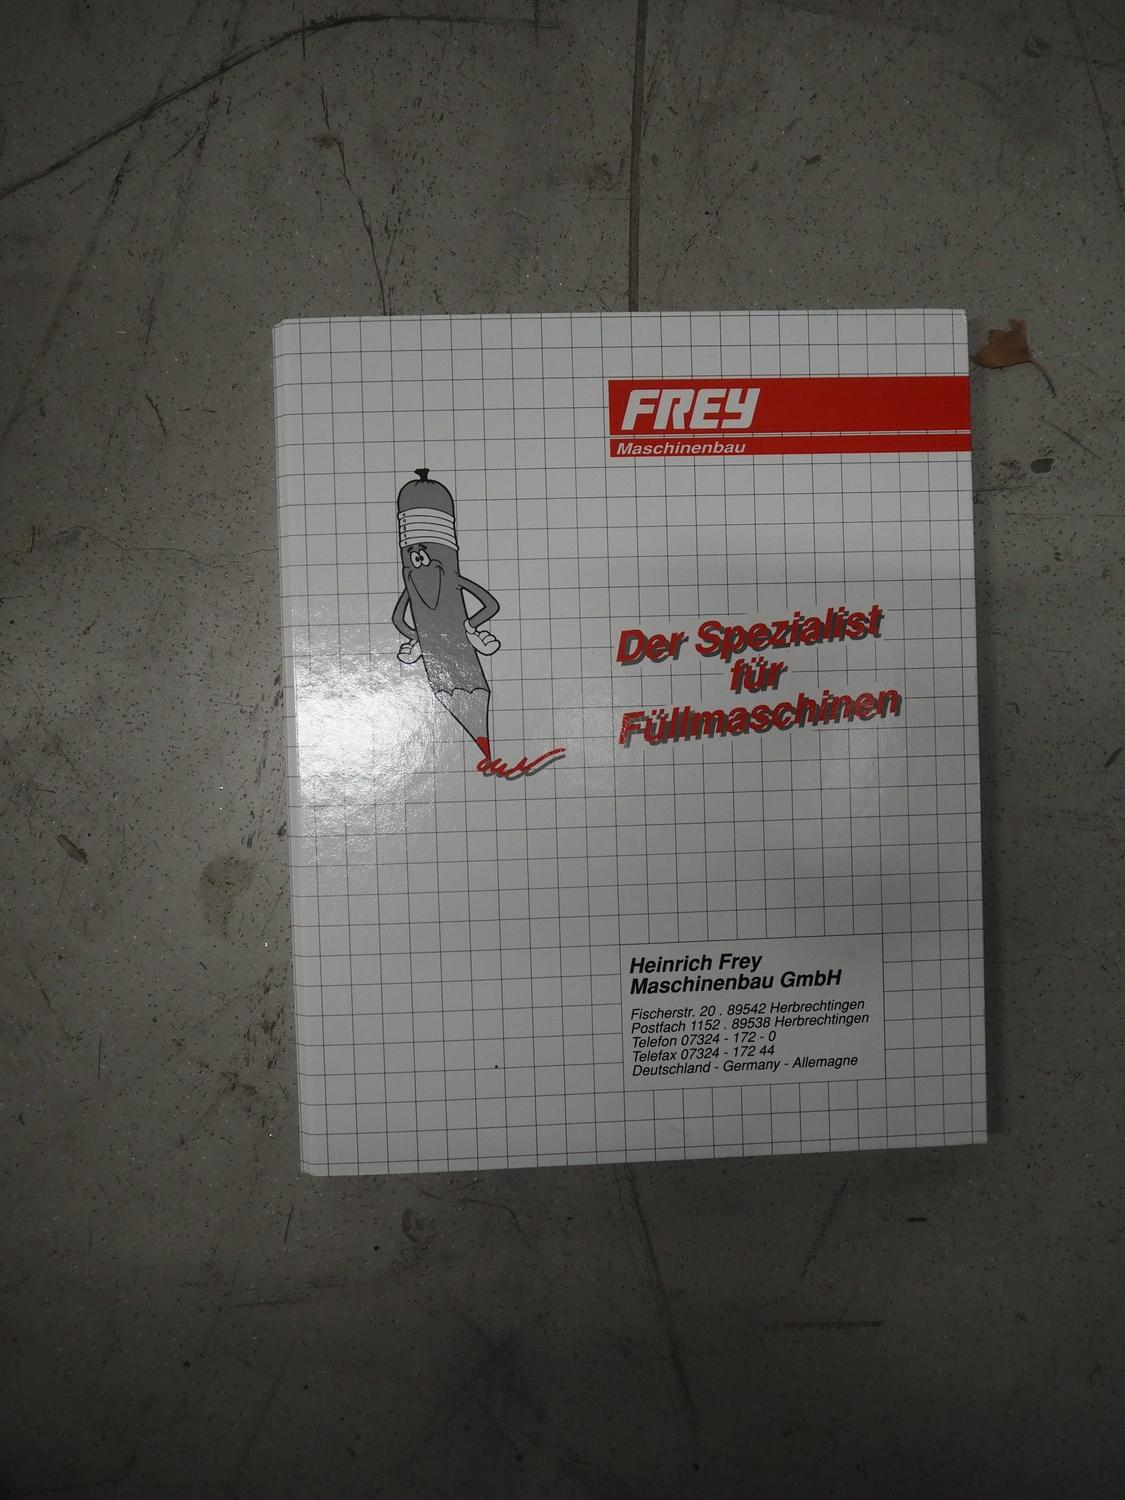 FREY
Maschinenbau
Der Spezialist
für
Füllmaschinen
Heinrich Frey
Maschinenbau GmbH
Fischerstr. 20 . 89542 Herbrechtingen
Postfach 1152 . 89538 Herbrechtingen
Telefon 07324 - 172 - 0
Telefax 07324 - 172 44
Deutschland - Germany - Allemagne